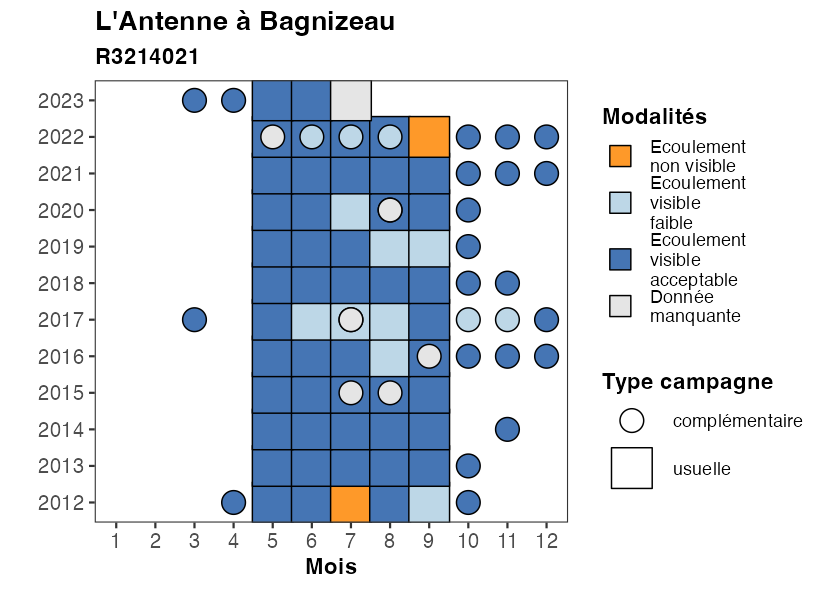 L'Antenne à Bagnizeau
R3214021
2023
2022
2021
2020
2019
2018
2017
2016
2015
2014
2013
2012
1 2 3 4 5 6 7 8 9 10 11 12
Mois
Modalités
Ecoulement
non visible
Ecoulement
visible
faible
Ecoulement
visible
acceptable
Donnée
manquante
Type campagne
complémentaire
usuelle